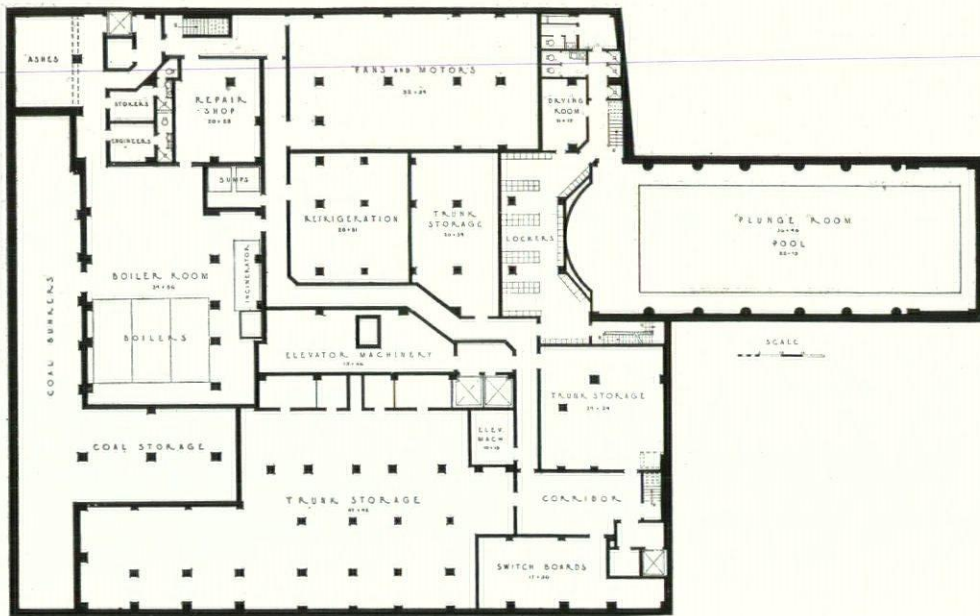 ASHES
FANS AND MOTORS
STORERS
REPAIR
SHOP
DRYING
ROOM
ENGINEERS
SUMPS
REFRIGERATION
TRUNK
STORAGE
LOCKERS
PLUNGE ROOM
POOL
BOILER ROOM
INCINERATOR
BOILERS
COAL BUNKERS
ELEVATOR MACHINERY
SCALE
TRUNK STORAGE
ELEV.
MACH.
COAL STORAGE
TRUNK STORAGE
CORRIDOR
SWITCH BOARDS